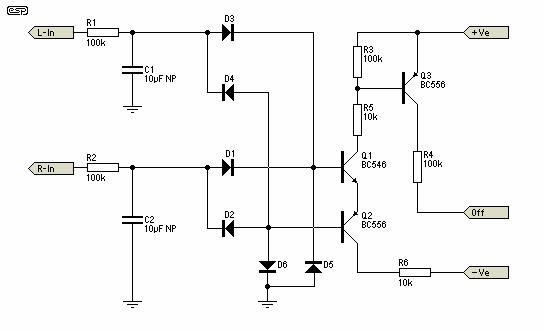 esp
L-In
R1
100k
D3
C1
10µF NP
D4
R3
100k
+Ve
Q3
BC556
R5
10k
R-In
R2
100k
D1
Q1
BC546
R4
100k
C2
10µF NP
D2
Q2
BC556
Off
D6
D5
R6
10k
-Ve